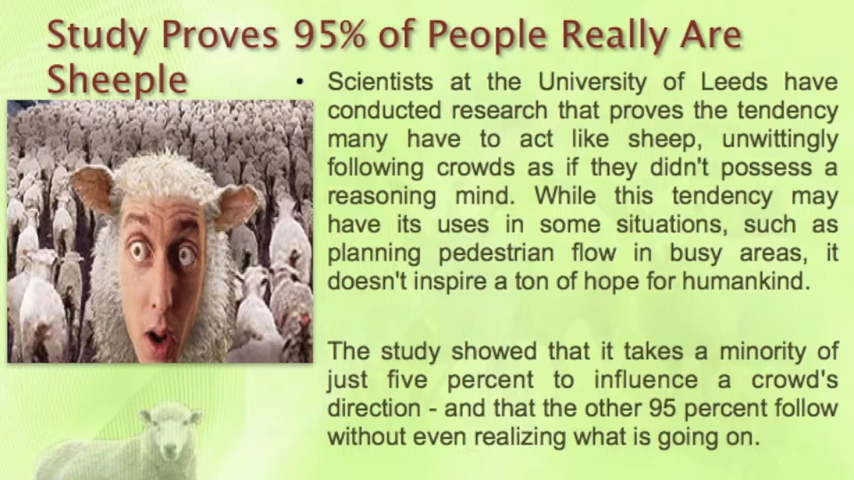 Study Proves 95% of People Really Are
Sheeple
• Scientists at the University of Leeds have
conducted research that proves the tendency
many have to act like sheep, unwittingly
following crowds as if they didn't possess a
reasoning mind. While this tendency may
have its uses in some situations, such as
planning pedestrian flow in busy areas, it
doesn't inspire a ton of hope for humankind.
The study showed that it takes a minority of
just five percent to influence a crowd's
direction - and that the other 95 percent follow
without even realizing what is going on.